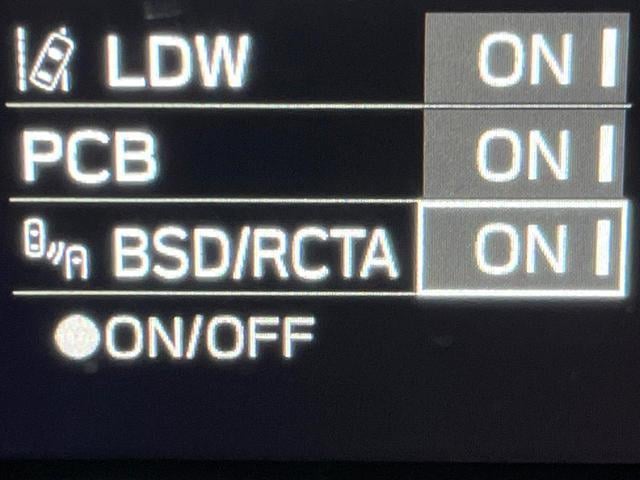 LDW ON
PCB ON
BSD/RCTA ON
ON/OFF